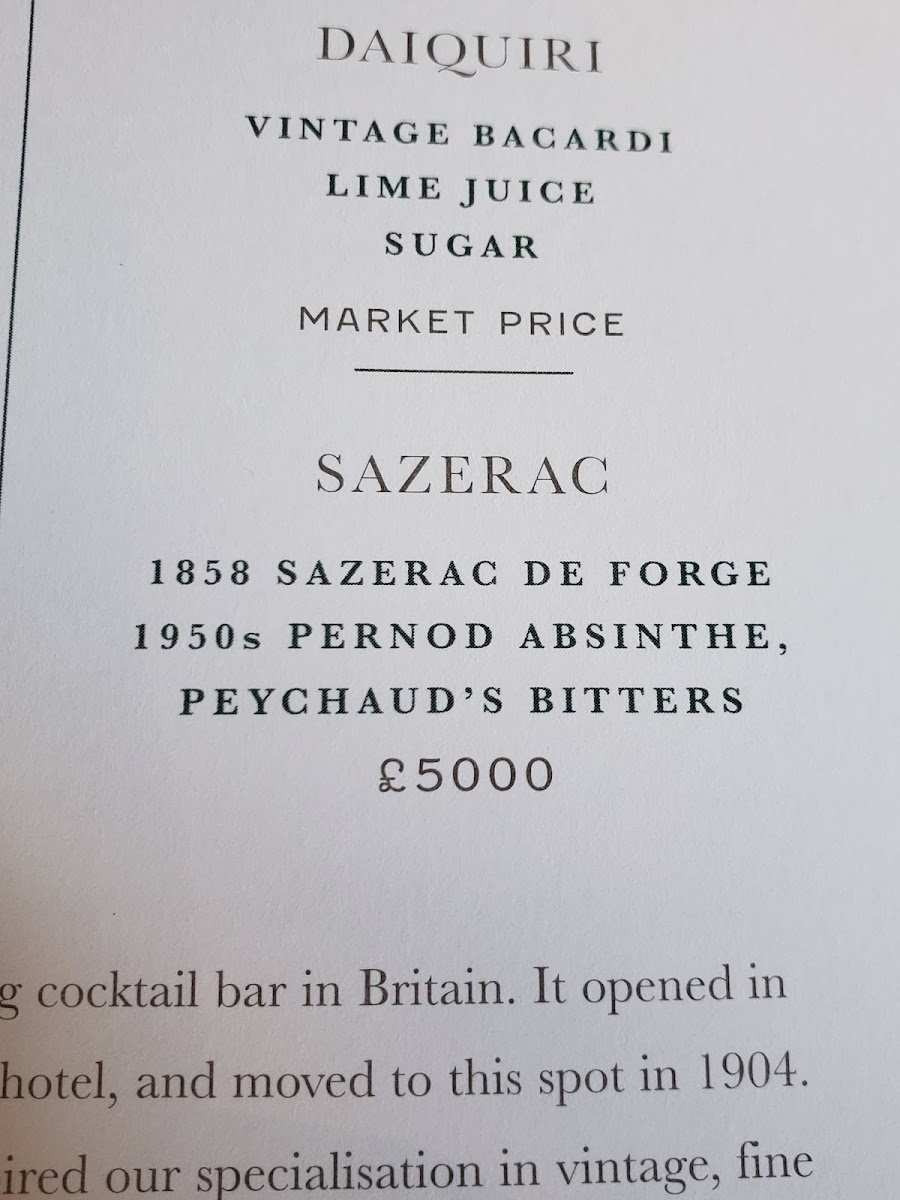 DAIQUIRI
VINTAGE BACARDI
LIME JUICE
SUGAR
MARKET PRICE
SAZERAC
1858 SAZERAC DE FORGE
1950s PERNOD ABSINTHE,
PEYCHAUD'S BITTERS
£5000
g cocktail bar in Britain. It opened in
hotel, and moved to this spot in 1904.
ired our specialisation in vintage, fine